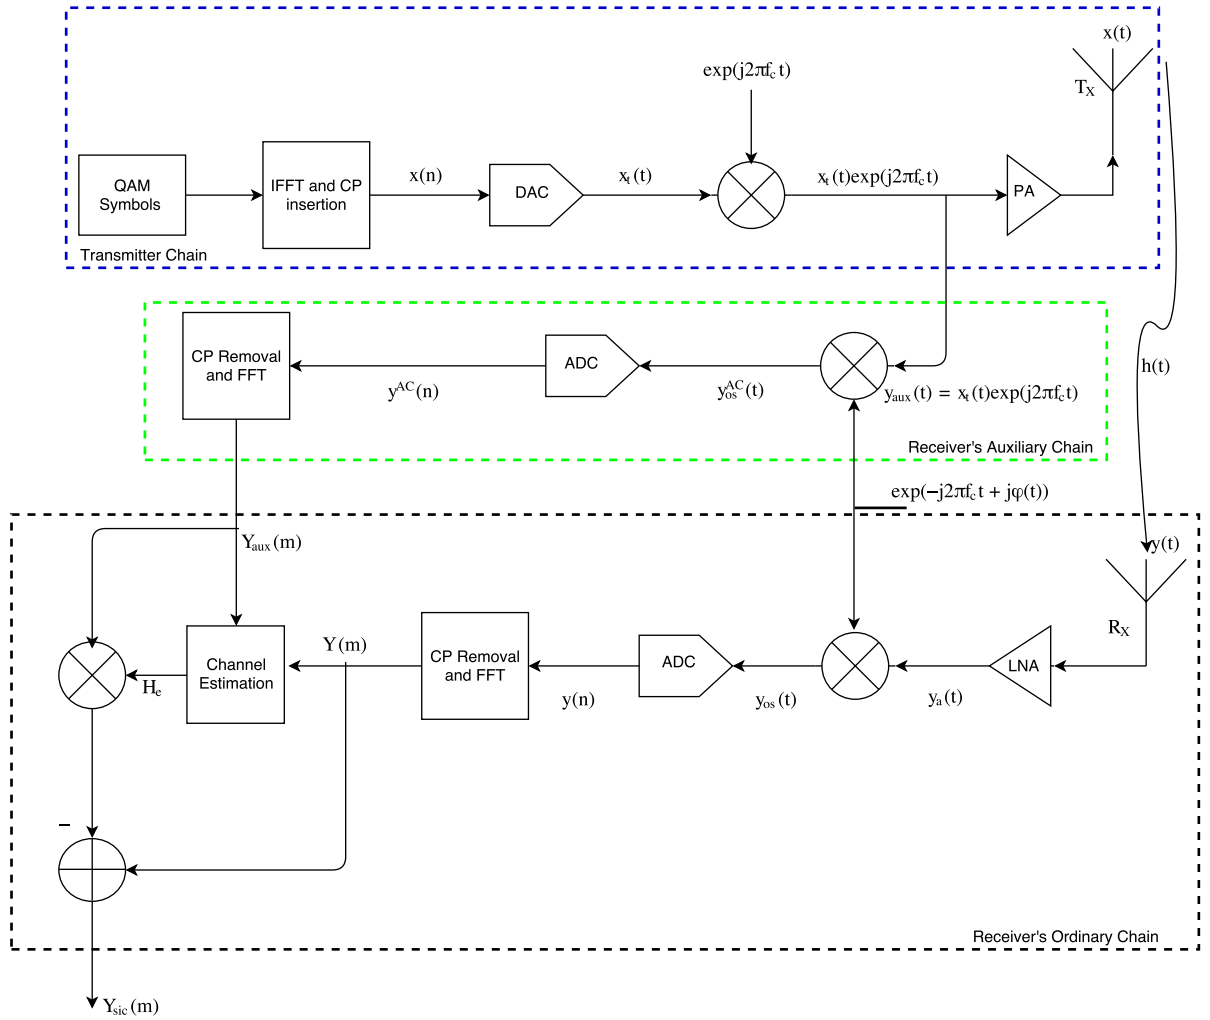 x(t)
exp(j2πf_c t)
T_X
QAM
Symbols
IFFT and CP
insertion
x(n)
DAC
x_t(t)
x_t(t)exp(j2πf_c t)
PA
Transmitter Chain
CP Removal
and FFT
y^AC(n)
ADC
y_os^AC(t)
y_aux(t) = x_t(t)exp(j2πf_c t)
h(t)
Receiver's Auxiliary Chain
exp(−j2πf_c t + jφ(t))
Y_aux(m)
y(t)
R_X
H_e
Channel
Estimation
Y(m)
CP Removal
and FFT
y(n)
ADC
y_os(t)
y_a(t)
LNA
−
Receiver's Ordinary Chain
Y_sic(m)